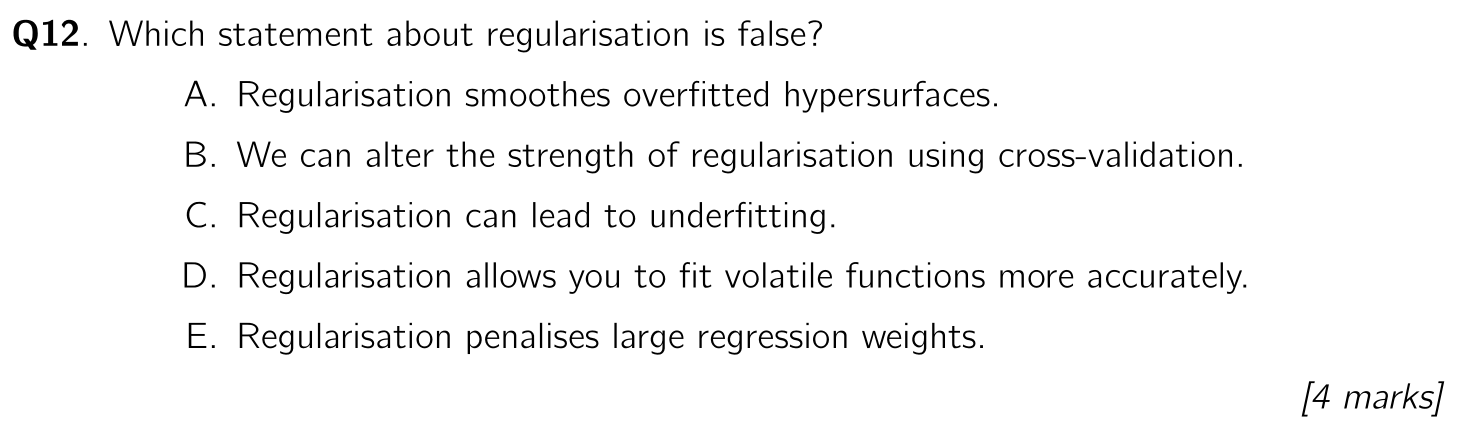 Q12. Which statement about regularisation is false?
A. Regularisation smoothes overfitted hypersurfaces.
B. We can alter the strength of regularisation using cross-validation.
C. Regularisation can lead to underfitting.
D. Regularisation allows you to fit volatile functions more accurately.
E. Regularisation penalises large regression weights.
[4 marks]